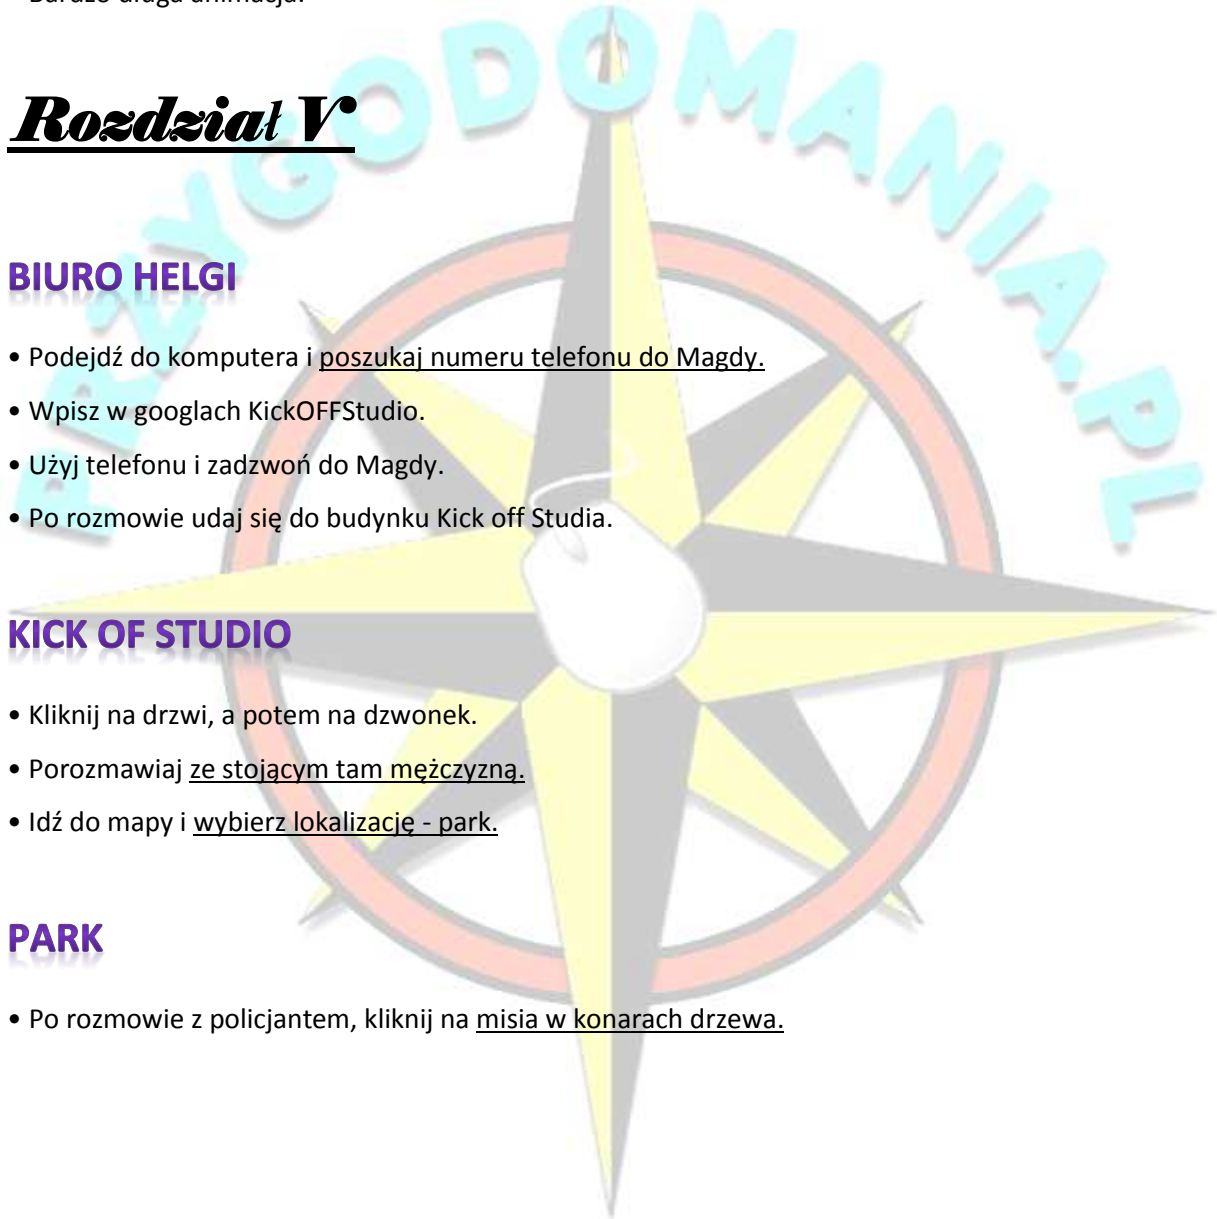 • Bardzo długa animacja.
Rozdział V
BIURO HELGI
• Podejdź do komputera i poszukaj numeru telefonu do Magdy.
• Wpisz w googlach KickOFFStudio.
• Użyj telefonu i zadzwoń do Magdy.
• Po rozmowie udaj się do budynku Kick off Studia.
KICK OF STUDIO
• Kliknij na drzwi, a potem na dzwonek.
• Porozmawiaj ze stojącym tam mężczyzną.
• Idź do mapy i wybierz lokalizację - park.
PARK
• Po rozmowie z policjantem, kliknij na misia w konarach drzewa.
PRZYGODOMANIA.PL